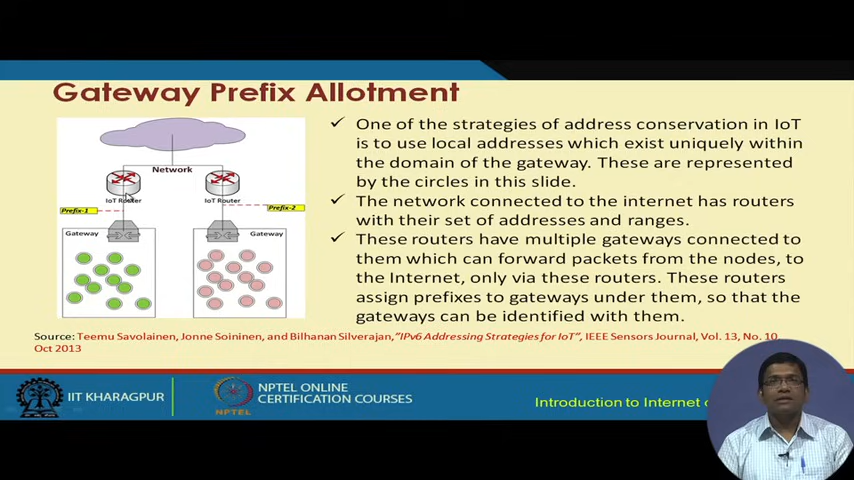 Gateway Prefix Allotment
Network
IoT Router
IoT Router
Prefix-1
Prefix-2
Gateway
Gateway
✓ One of the strategies of address conservation in IoT
is to use local addresses which exist uniquely within
the domain of the gateway. These are represented
by the circles in this slide.
✓ The network connected to the internet has routers
with their set of addresses and ranges.
✓ These routers have multiple gateways connected to
them which can forward packets from the nodes, to
the Internet, only via these routers. These routers
assign prefixes to gateways under them, so that the
gateways can be identified with them.
Source: Teemu Savolainen, Jonne Soininen, and Bilhanan Silverajan,"IPv6 Addressing Strategies for IoT", IEEE Sensors Journal, Vol. 13, No. 10,
Oct 2013
IIT KHARAGPUR
NPTEL
NPTEL ONLINE
CERTIFICATION COURSES
Introduction to Internet